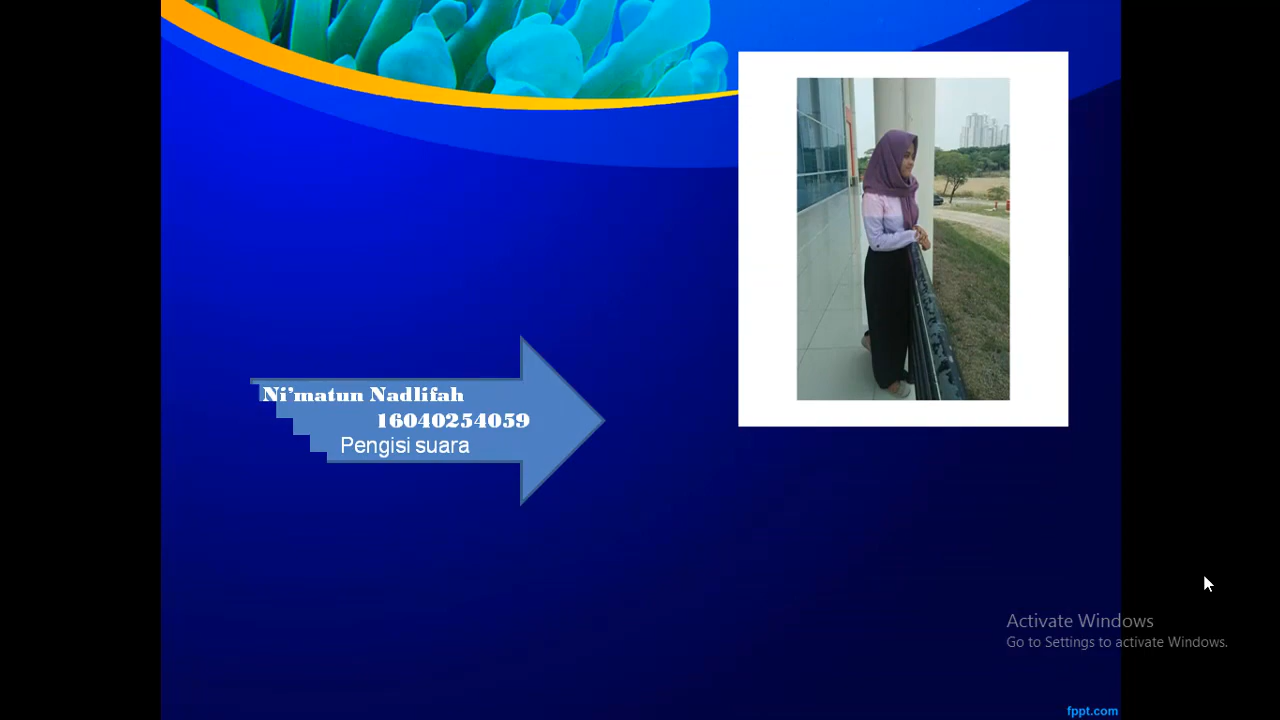 Ni’matun Nadlifah
16040254059
Pengisi suara
Activate Windows
Go to Settings to activate Windows.
fppt.com